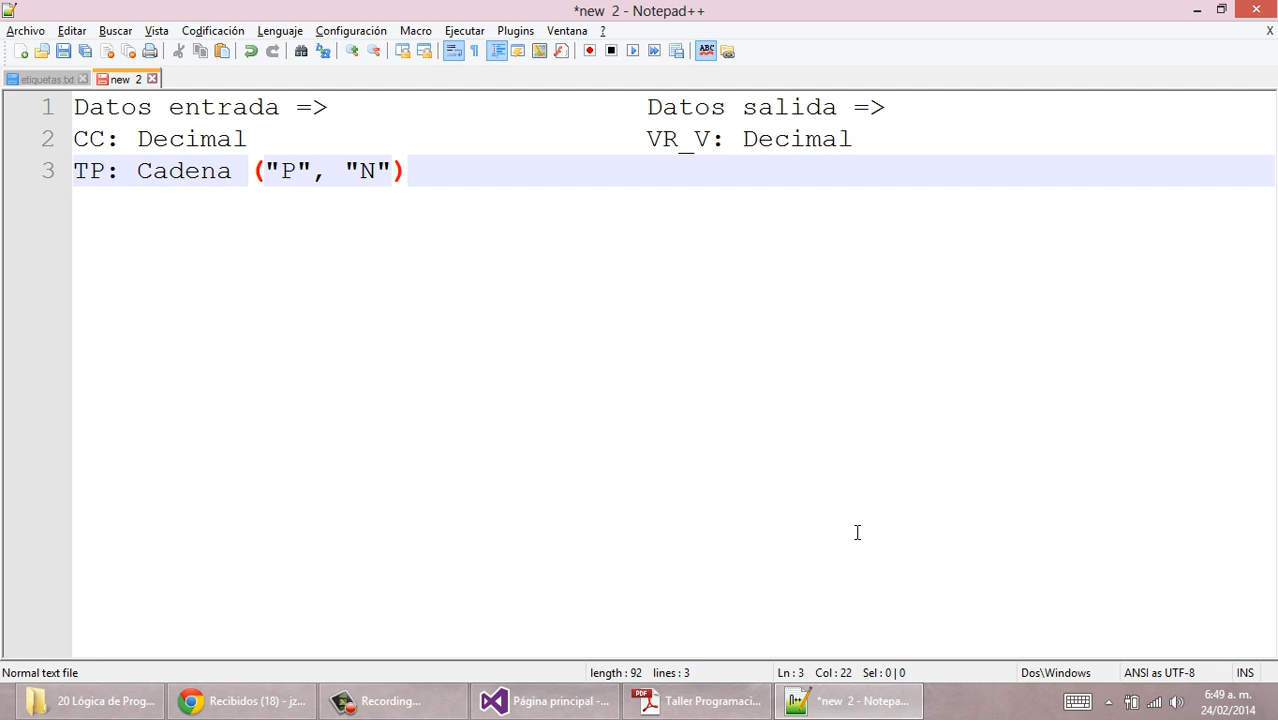 *new 2 - Notepad++
Archivo Editar Buscar Vista Codificación Lenguaje Configuración Macro Ejecutar Plugins Ventana ? X
etiquetas.txt new 2
1 Datos entrada => Datos salida =>
2 CC: Decimal VR_V: Decimal
3 TP: Cadena ("P", "N")
Normal text file length : 92 lines : 3 Ln : 3 Col : 22 Sel : 0 | 0 Dos\Windows ANSI as UTF-8 INS
20 Lógica de Prog... Recibidos (18) - jz... Recording... Página principal -... Taller Programaci... *new 2 - Notepa... 6:49 a. m.
24/02/2014